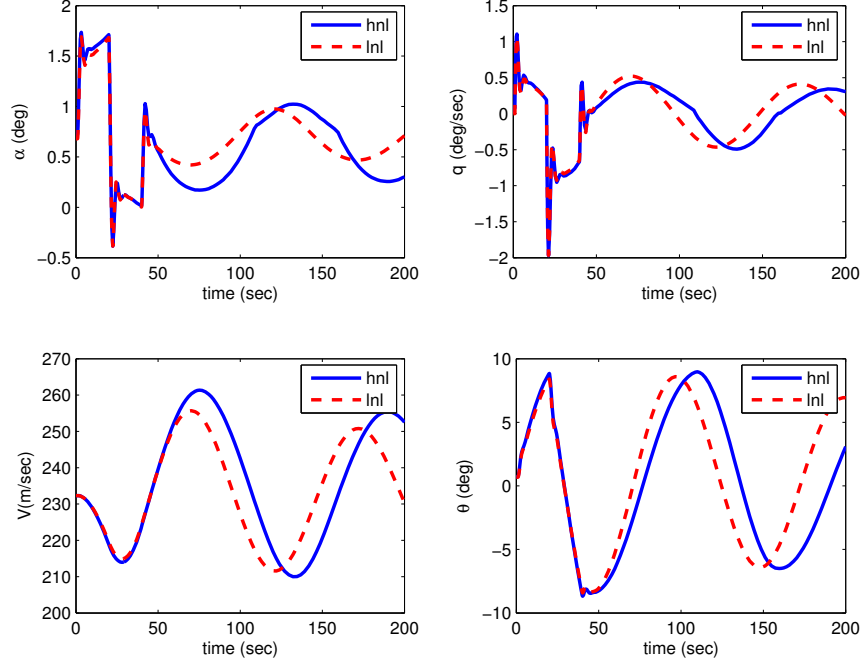 2
1.5
1
0.5
0
−0.5
α (deg)
0
50
100
150
200
time (sec)
hnl
lnl
1.5
1
0.5
0
−0.5
−1
−1.5
−2
q (deg/sec)
0
50
100
150
200
time (sec)
hnl
lnl
270
260
250
240
230
220
210
200
V(m/sec)
0
50
100
150
200
time (sec)
hnl
lnl
10
5
0
−5
−10
θ (deg)
0
50
100
150
200
time (sec)
hnl
lnl